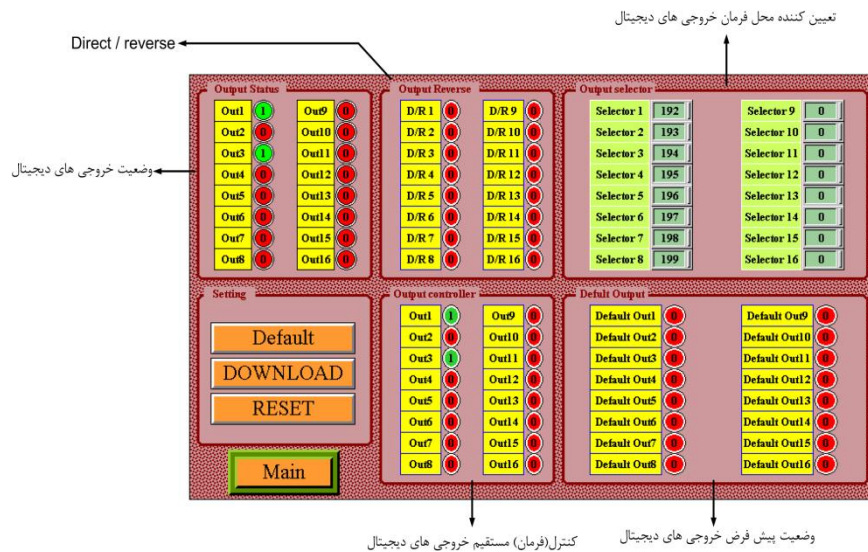 تعیین کننده محل فرمان خروجی های دیجیتال
Direct / reverse
Output Status
Out1 1 Out9 0
Out2 0 Out10 0
Out3 1 Out11 0
Out4 0 Out12 0
Out5 0 Out13 0
Out6 0 Out14 0
Out7 0 Out15 0
Out8 0 Out16 0
Output Reverse
D/R 1 0 D/R 9 0
D/R 2 0 D/R 10 0
D/R 3 0 D/R 11 0
D/R 4 0 D/R 12 0
D/R 5 0 D/R 13 0
D/R 6 0 D/R 14 0
D/R 7 0 D/R 15 0
D/R 8 0 D/R 16 0
Output selector
Selector 1 192 Selector 9 0
Selector 2 193 Selector 10 0
Selector 3 194 Selector 11 0
Selector 4 195 Selector 12 0
Selector 5 196 Selector 13 0
Selector 6 197 Selector 14 0
Selector 7 198 Selector 15 0
Selector 8 199 Selector 16 0
وضعیت خروجی های دیجیتال
Setting
Default
DOWNLOAD
RESET
Main
Output controller
Out1 1 Out9 0
Out2 0 Out10 0
Out3 1 Out11 0
Out4 0 Out12 0
Out5 0 Out13 0
Out6 0 Out14 0
Out7 0 Out15 0
Out8 0 Out16 0
Defult Output
Default Out1 0 Default Out9 0
Default Out2 0 Default Out10 0
Default Out3 0 Default Out11 0
Default Out4 0 Default Out12 0
Default Out5 0 Default Out13 0
Default Out6 0 Default Out14 0
Default Out7 0 Default Out15 0
Default Out8 0 Default Out16 0
کنترل(فرمان) مستقیم خروجی های دیجیتال
وضعیت پیش فرض خروجی های دیجیتال